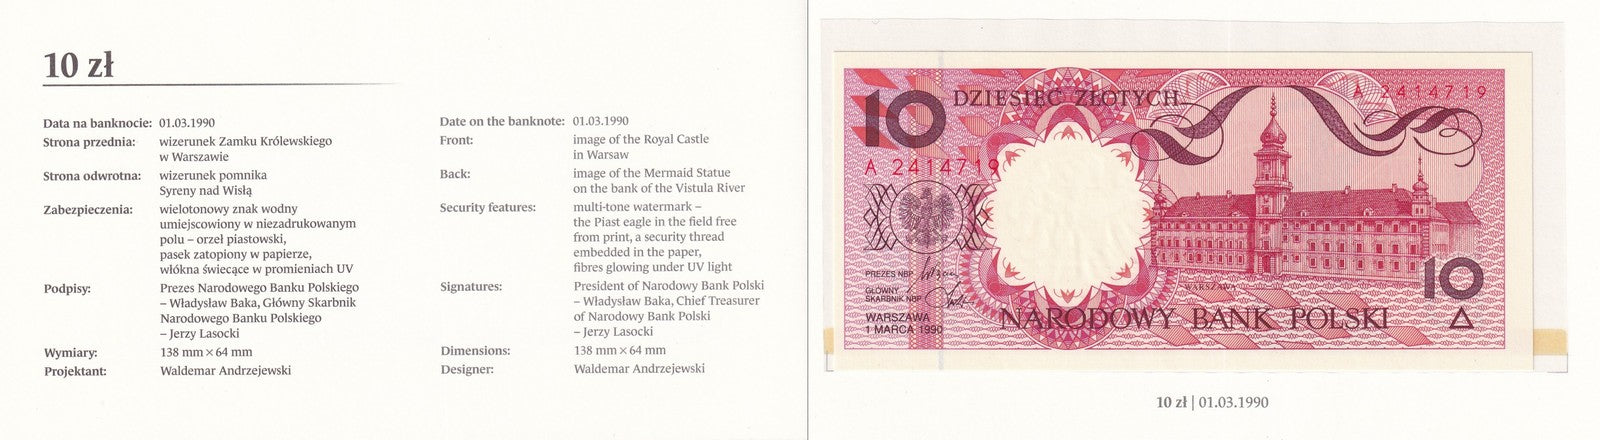 10 zł
Data na banknocie: 01.03.1990
Strona przednia: wizerunek Zamku Królewskiego
w Warszawie
Strona odwrotna: wizerunek pomnika
Syreny nad Wisłą
Zabezpieczenia: wielotonowy znak wodny
umiejscowiony w niezadrukowanym
polu – orzeł piastowski,
pasek zatopiony w papierze,
włókna świecące w promieniach UV
Podpisy: Prezes Narodowego Banku Polskiego
– Władysław Baka, Główny Skarbnik
Narodowego Banku Polskiego
– Jerzy Lasocki
Wymiary: 138 mm × 64 mm
Projektant: Waldemar Andrzejewski
Date on the banknote: 01.03.1990
Front: image of the Royal Castle
in Warsaw
Back: image of the Mermaid Statue
on the bank of the Vistula River
Security features: multi-tone watermark –
the Piast eagle in the field free
from print, a security thread
embedded in the paper,
fibres glowing under UV light
Signatures: President of Narodowy Bank Polski
– Władysław Baka, Chief Treasurer
of Narodowy Bank Polski
– Jerzy Lasocki
Dimensions: 138 mm × 64 mm
Designer: Waldemar Andrzejewski
10 DZIESIĘĆ ZŁOTYCH
A 2414719
A 2414719
PREZES NBP
GŁÓWNY
SKARBNIK NBP
WARSZAWA
1 MARCA 1990
WARSZAWA
10
NARODOWY BANK POLSKI
10 zł | 01.03.1990